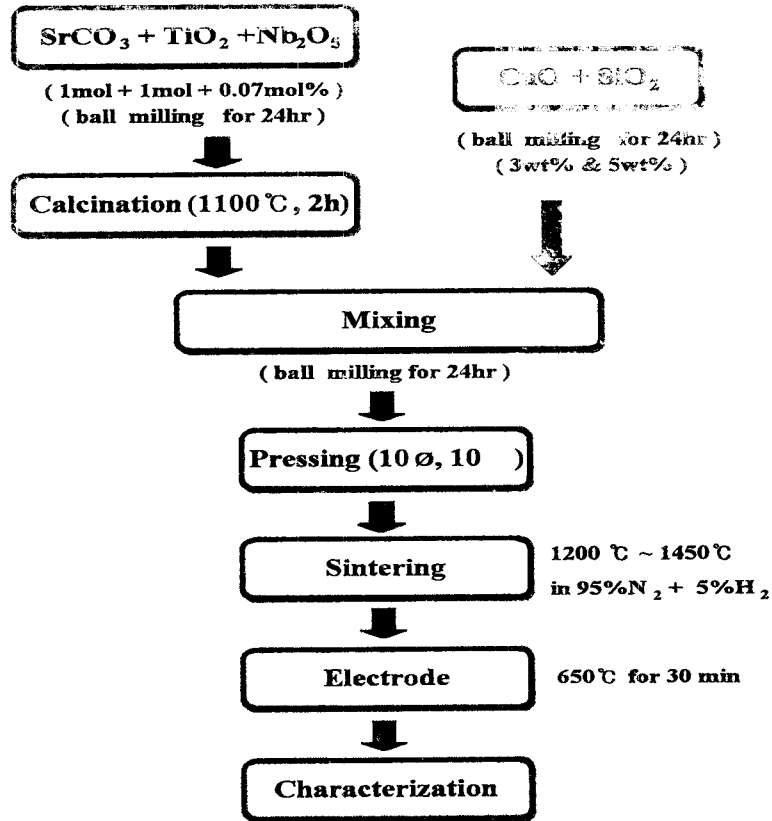 SrCO₃ + TiO₂ +Nb₂O₅
( 1mol + 1mol + 0.07mol% )
( ball milling for 24hr )
Calcination (1100℃, 2h)
CuO + SiO₂
( ball milling for 24hr )
( 3wt% & 5wt% )
Mixing
( ball milling for 24hr )
Pressing (10 ø, 10 )
Sintering
1200 ℃ ~ 1450℃
in 95%N₂ + 5%H₂
Electrode
650℃ for 30 min
Characterization